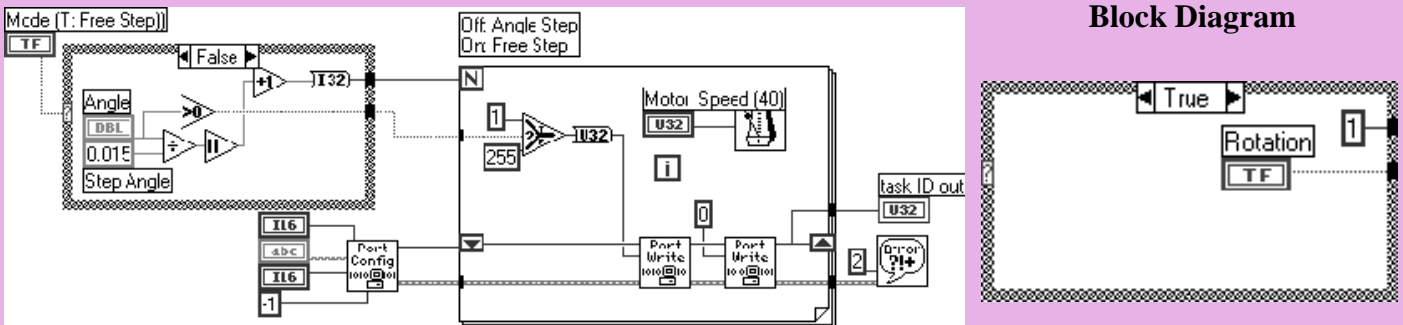 Mode (T: Free Step))
TF
False
Angle
DBL
0.015
Step Angle
>0
÷
||
+1
I32
I16
abc
I16
-1
Port
Config
Off: Angle Step
On: Free Step
N
1
255
?
U32
Motor Speed (40)
U32
i
0
Port
Write
Port
Write
task ID out
U32
2
Error
?!+
Block Diagram
True
Rotation
TF
1
?